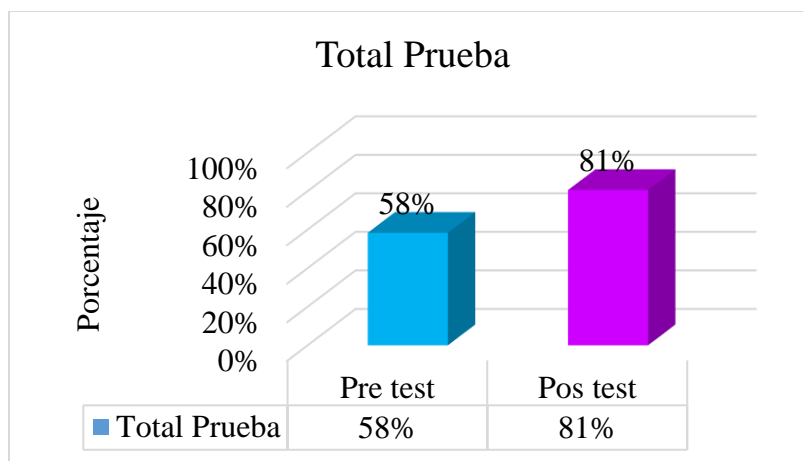 Total Prueba
Porcentaje
100%
80%
60%
40%
20%
0%
58%
81%
Pre test Pos test
Total Prueba 58% 81%